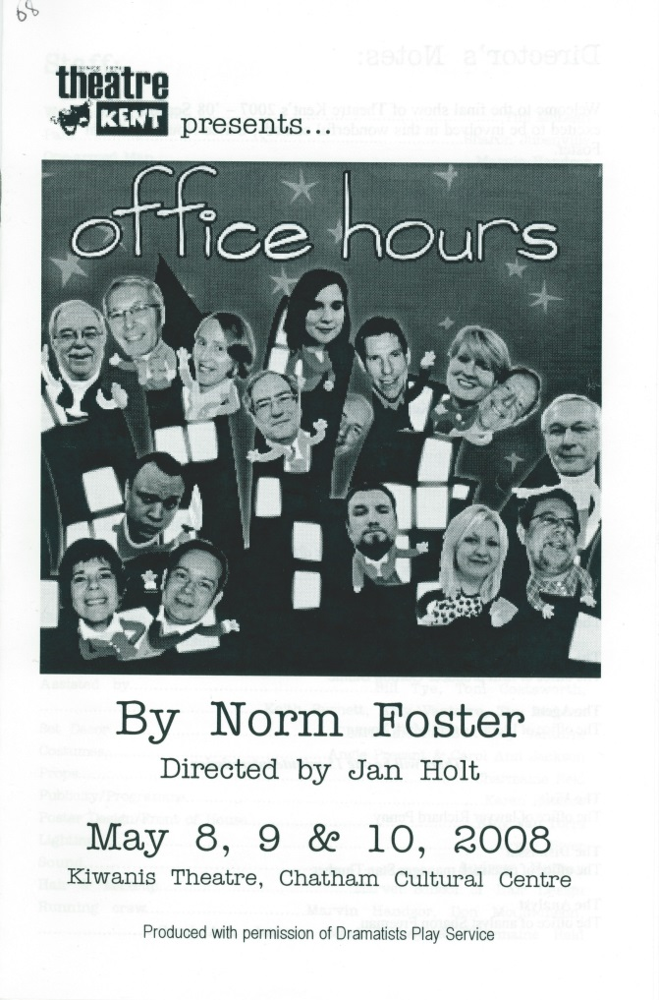 68
theatre
KENT presents...
office hours
By Norm Foster
Directed by Jan Holt
May 8, 9 & 10, 2008
Kiwanis Theatre, Chatham Cultural Centre
Produced with permission of Dramatists Play Service